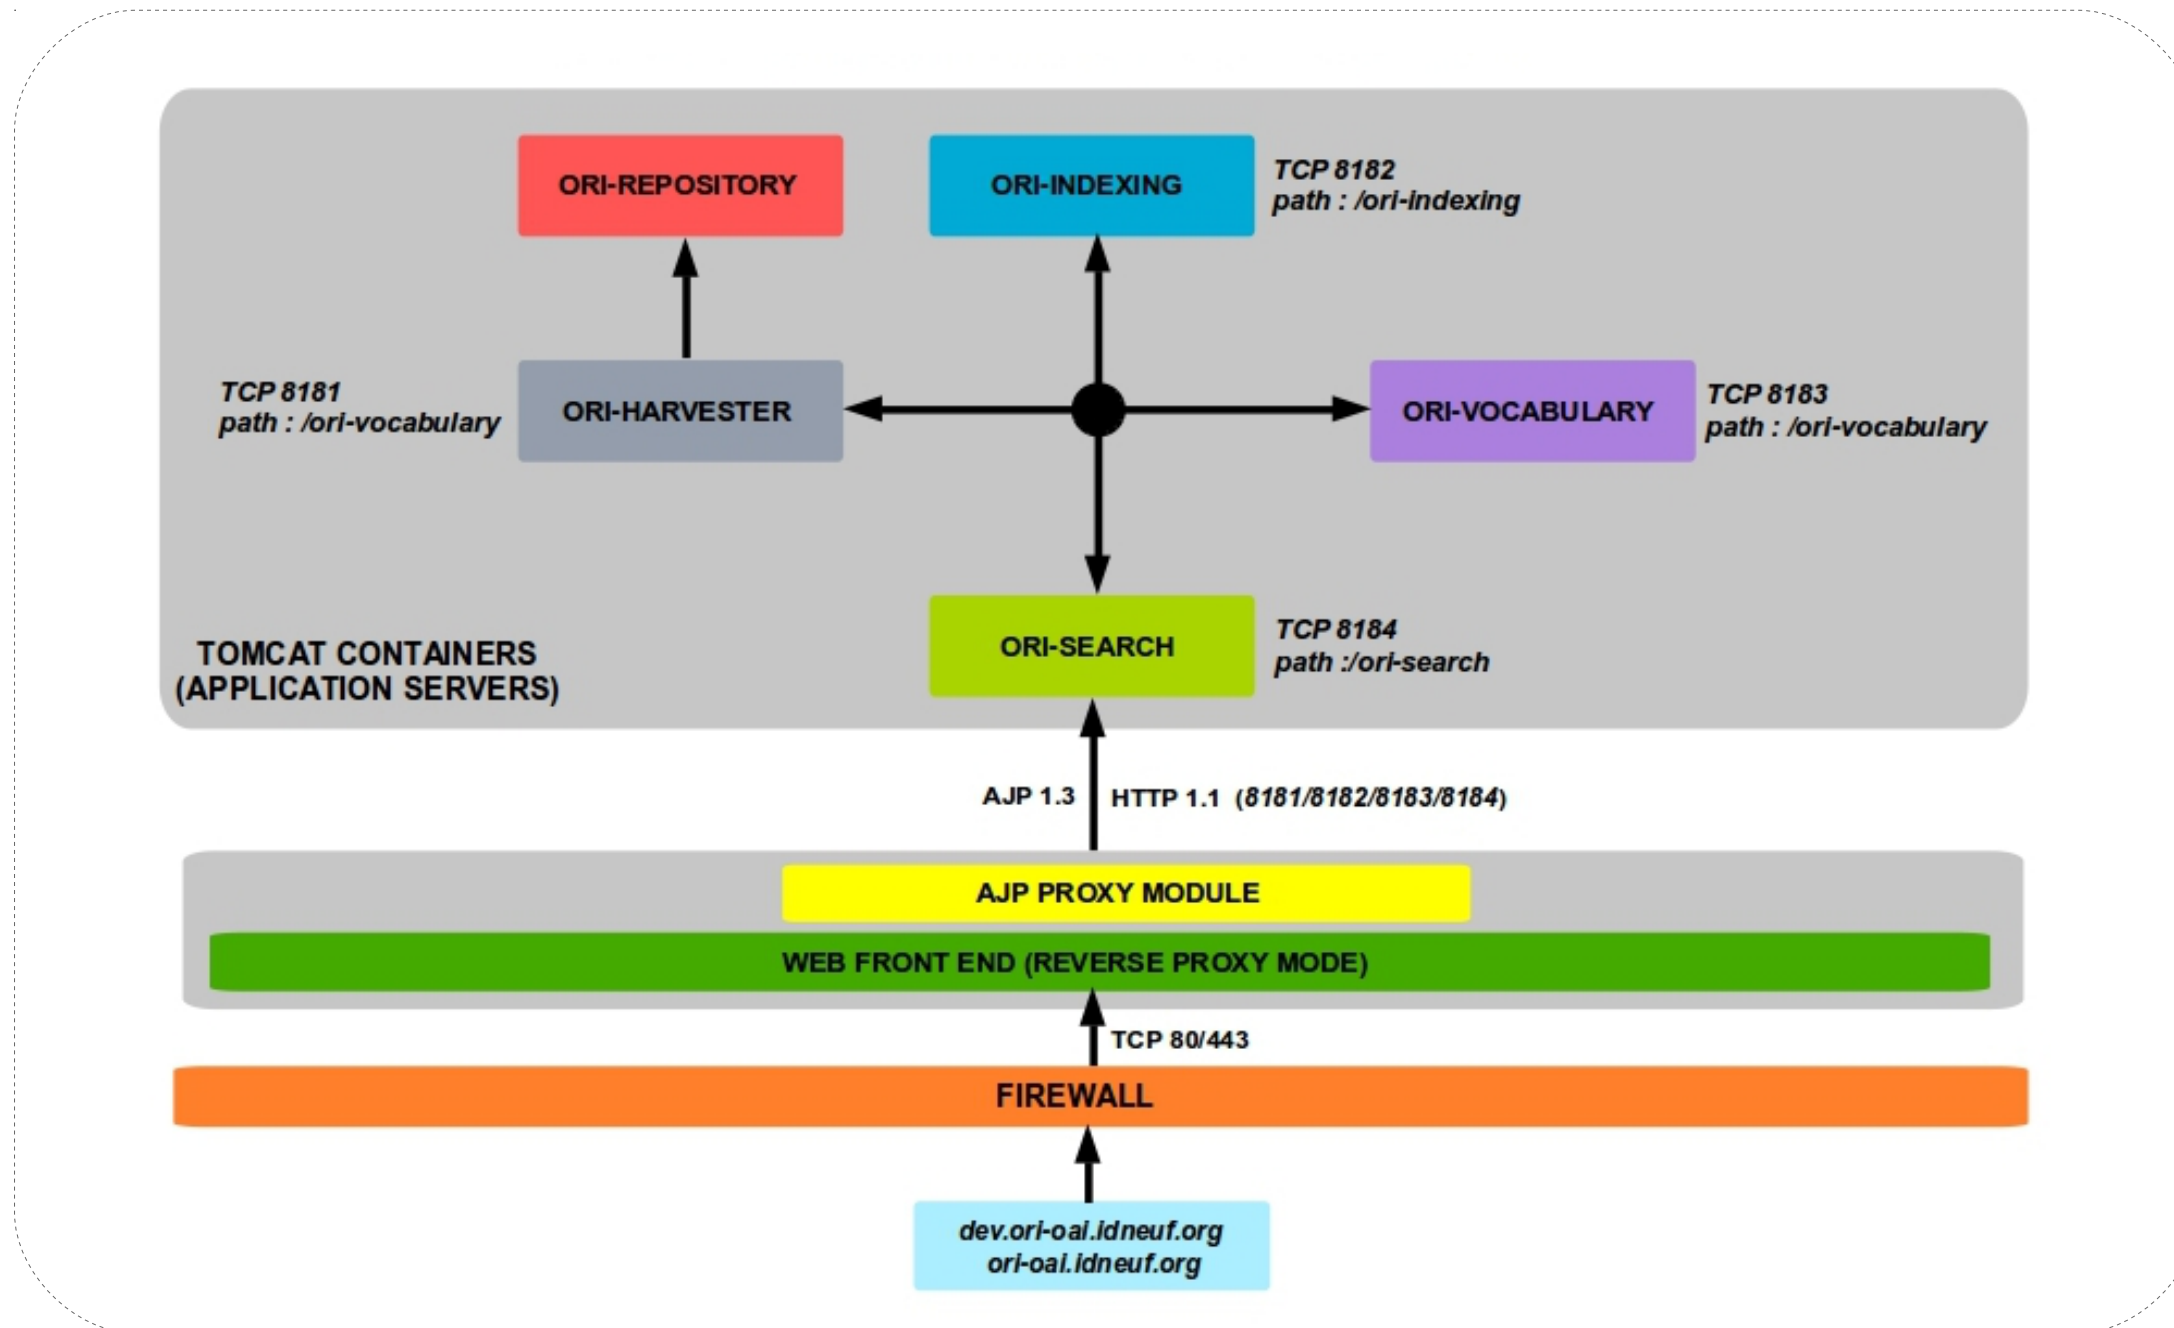 ORI-REPOSITORY
ORI-INDEXING
TCP 8182
path : /ori-indexing
TCP 8181
path : /ori-vocabulary
ORI-HARVESTER
ORI-VOCABULARY
TCP 8183
path : /ori-vocabulary
TOMCAT CONTAINERS
(APPLICATION SERVERS)
ORI-SEARCH
TCP 8184
path :/ori-search
AJP 1.3
HTTP 1.1 (8181/8182/8183/8184)
AJP PROXY MODULE
WEB FRONT END (REVERSE PROXY MODE)
TCP 80/443
FIREWALL
dev.ori-oai.idneuf.org
ori-oai.idneuf.org